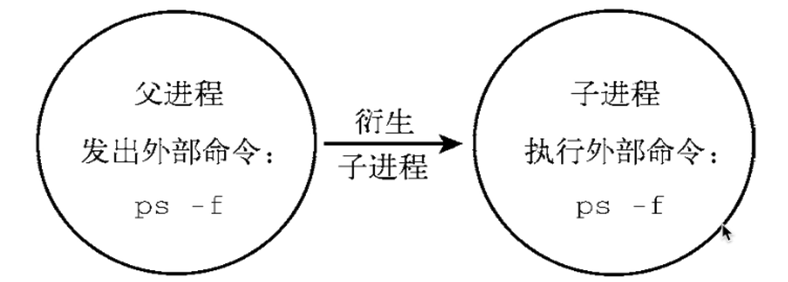 父进程
发出外部命令：
ps -f
衍生
子进程
子进程
执行外部命令：
ps -f